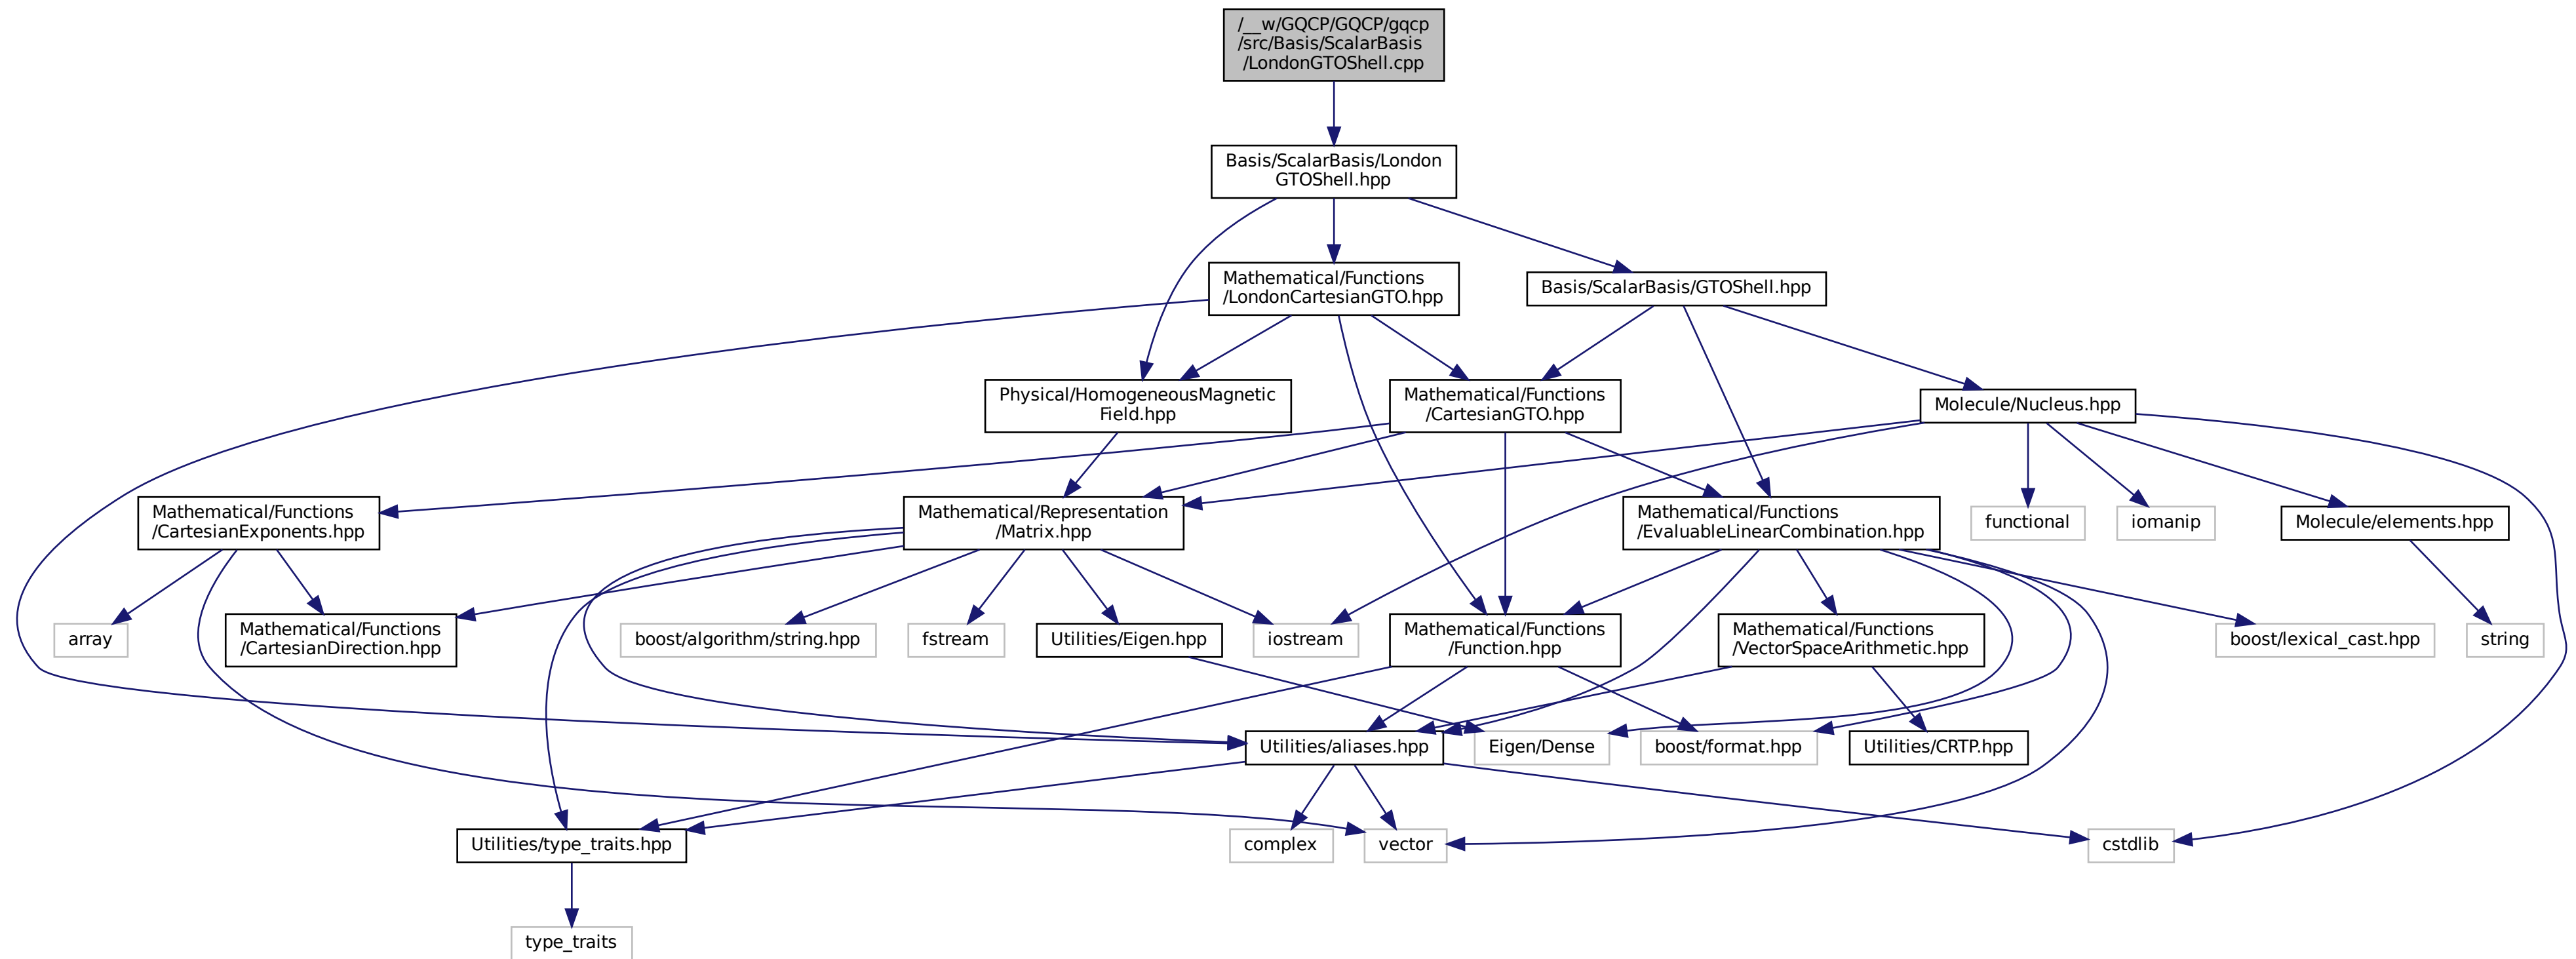 /__w/GQCP/GQCP/gqcp
/src/Basis/ScalarBasis
/LondonGTOShell.cpp
Basis/ScalarBasis/London
GTOShell.hpp
Mathematical/Functions
/LondonCartesianGTO.hpp
Basis/ScalarBasis/GTOShell.hpp
Physical/HomogeneousMagnetic
Field.hpp
Mathematical/Functions
/CartesianGTO.hpp
Molecule/Nucleus.hpp
Mathematical/Functions
/CartesianExponents.hpp
Mathematical/Representation
/Matrix.hpp
Mathematical/Functions
/EvaluableLinearCombination.hpp
functional
iomanip
Molecule/elements.hpp
array
Mathematical/Functions
/CartesianDirection.hpp
boost/algorithm/string.hpp
fstream
Utilities/Eigen.hpp
iostream
Mathematical/Functions
/Function.hpp
Mathematical/Functions
/VectorSpaceArithmetic.hpp
boost/lexical_cast.hpp
string
Utilities/aliases.hpp
Eigen/Dense
boost/format.hpp
Utilities/CRTP.hpp
Utilities/type_traits.hpp
complex
vector
cstdlib
type_traits